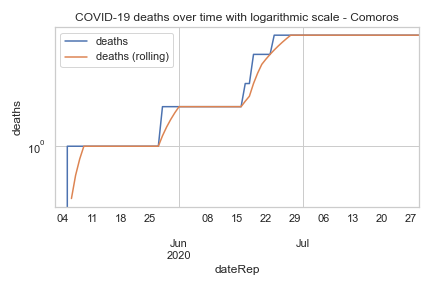 COVID-19 deaths over time with logarithmic scale - Comoros
deaths
deaths (rolling)
deaths
10⁰
04 11 18 25 08 15 22 29 06 13 20 27
Jun Jul
2020
dateRep